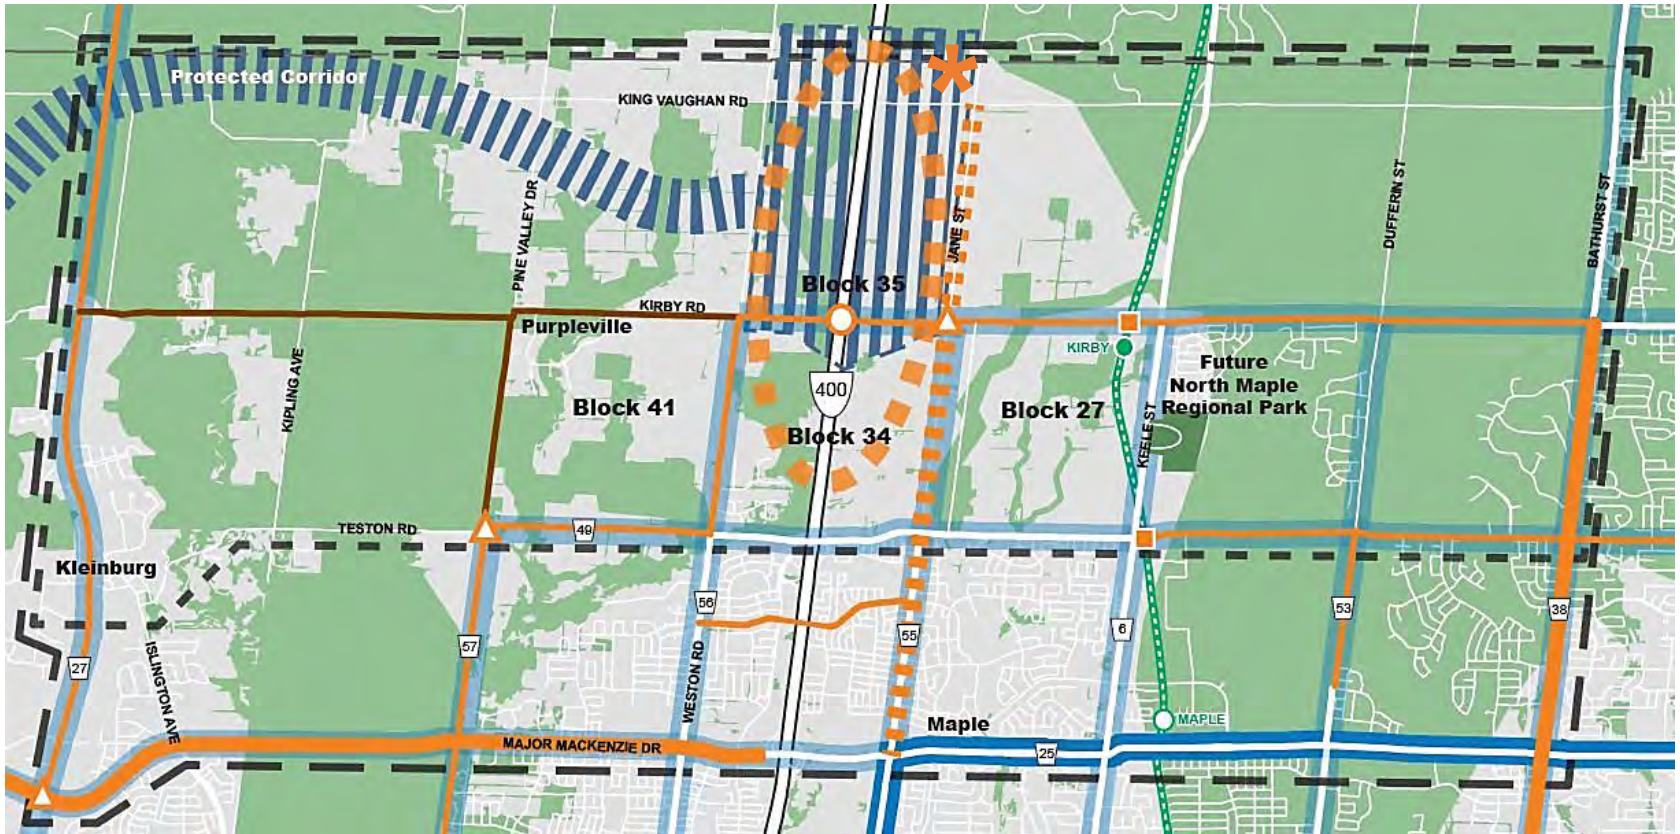 Protected Corridor
KING VAUGHAN RD
PINE VALLEY DR
JANE ST
DUFFERIN ST
BATHURST ST
Block 35
KIRBY RD
Purpleville
KIRBY
Future
North Maple
Regional Park
KIPLING AVE
400
Block 41
Block 27
Block 34
KEELE ST
TESTON RD
49
Kleinburg
56
53
38
57
55
6
27
ISLINGTON AVE
WESTON RD
Maple
MAPLE
MAJOR MACKENZIE DR
25